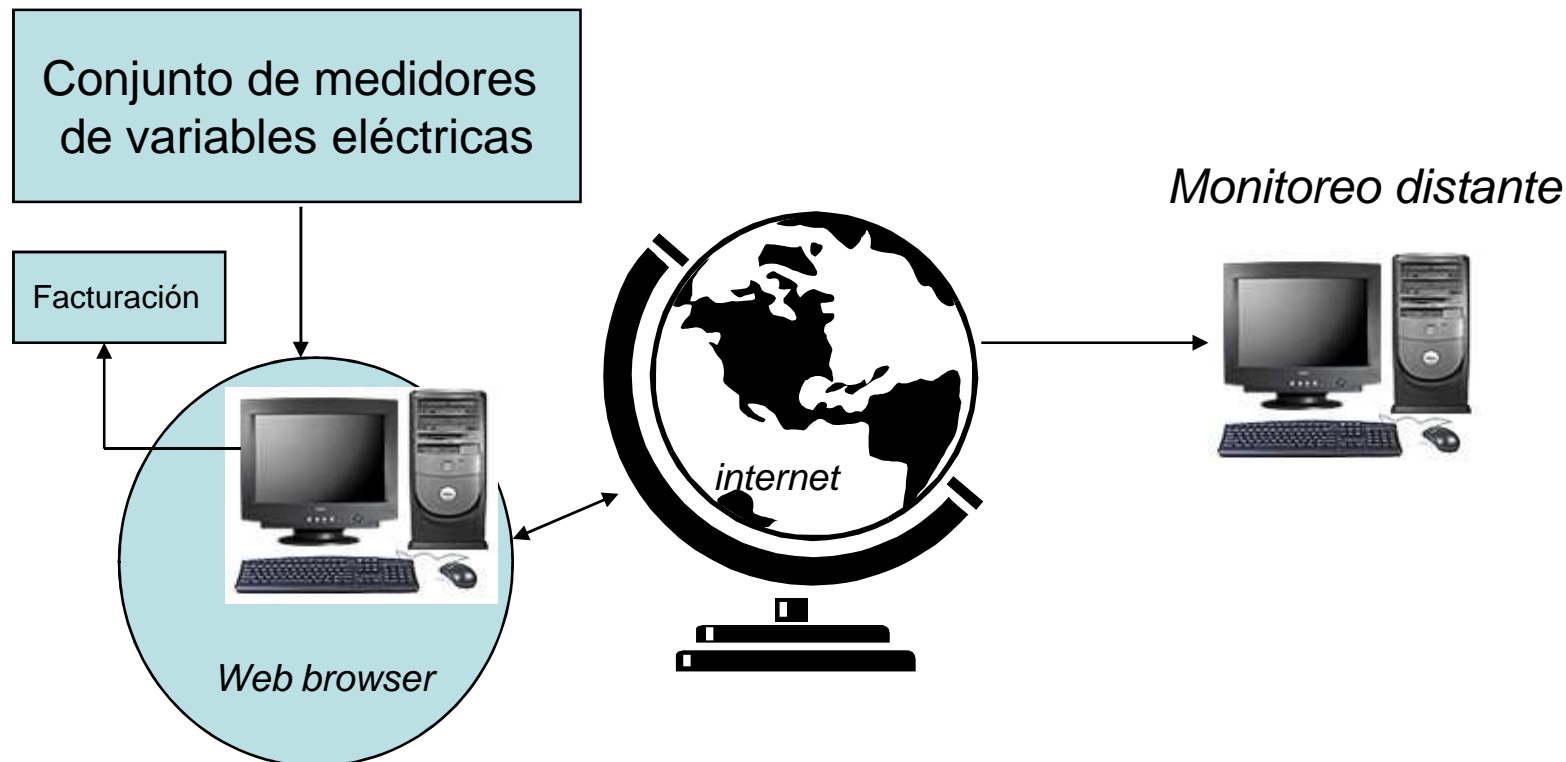 Conjunto de medidores
de variables eléctricas
Monitoreo distante
Facturación
internet
Web browser